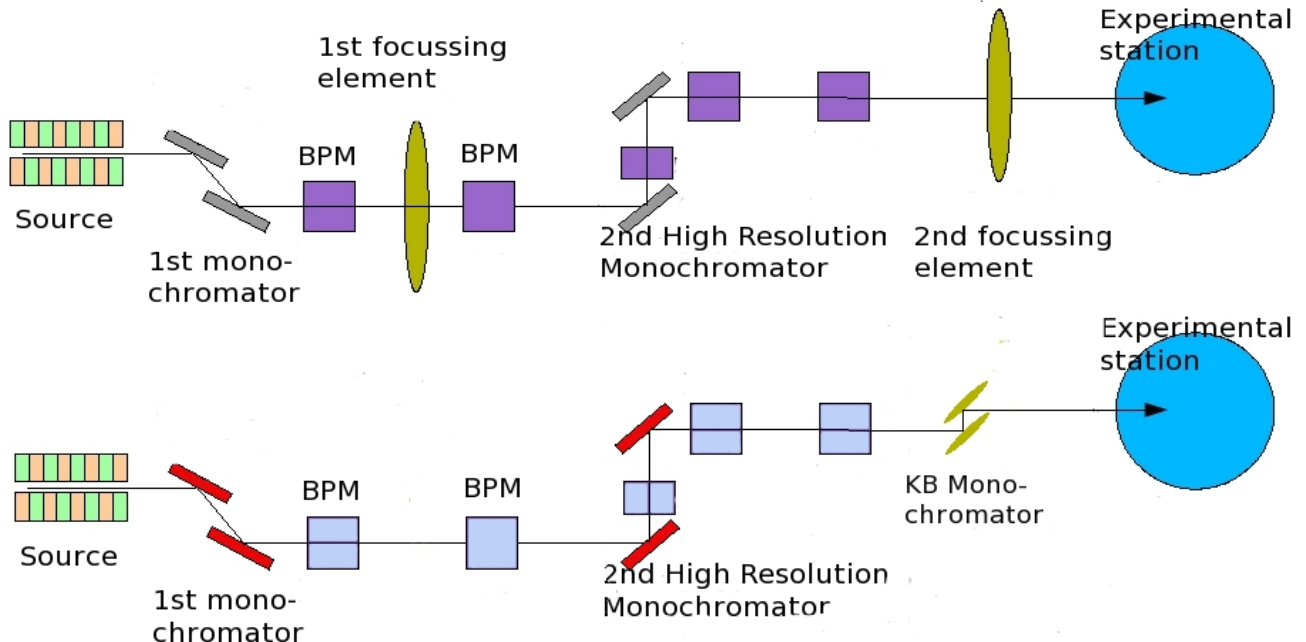 Experimental
station
1st focussing
element
BPM
BPM
Source
1st mono-
chromator
2nd High Resolution
Monochromator
2nd focussing
element
Experimental
station
BPM
BPM
KB Mono-
chromator
Source
2nd High Resolution
Monochromator
1st mono-
chromator